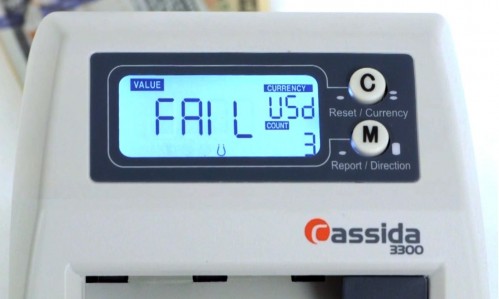 VALUE
CURRENCY
FAIL
USd
COUNT
3
C
Reset / Currency
M
Report / Direction
Cassida
3300